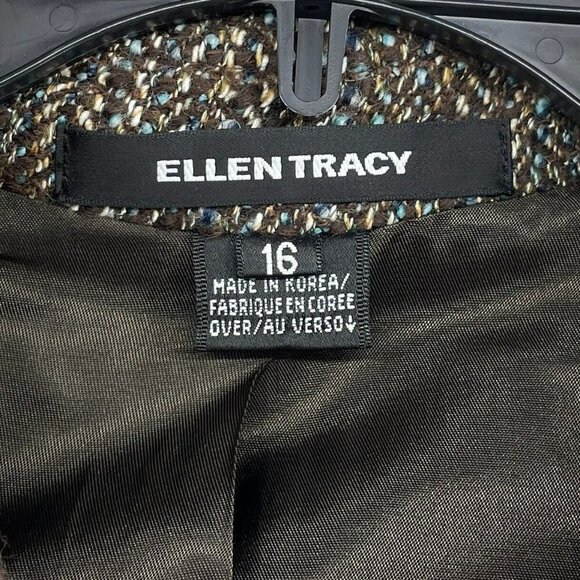 ELLEN TRACY
16
MADE IN KOREA/
FABRIQUE EN COREE
OVER/AU VERSO↓